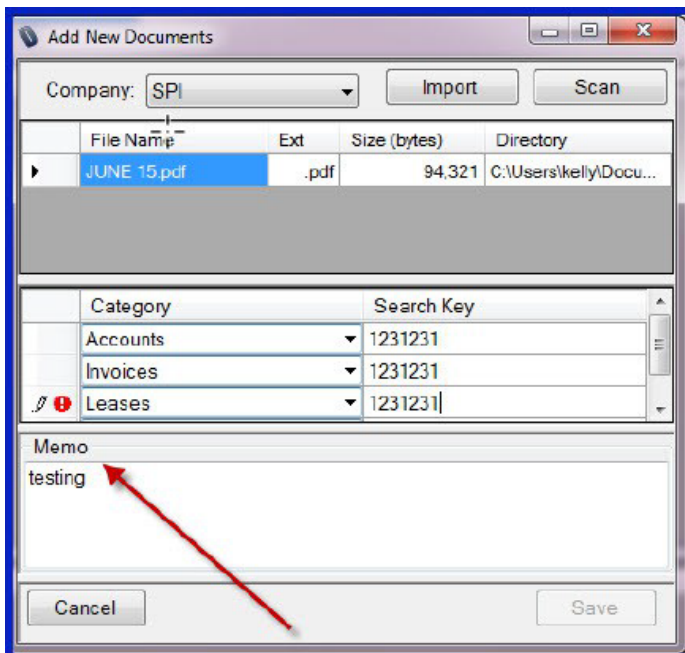 Add New Documents
Company: SPI Import Scan
File Name Ext Size (bytes) Directory
JUNE 15.pdf .pdf 94,321 C:\Users\kelly\Docu...
Category Search Key
Accounts 1231231
Invoices 1231231
Leases 1231231
Memo
testing
Cancel Save